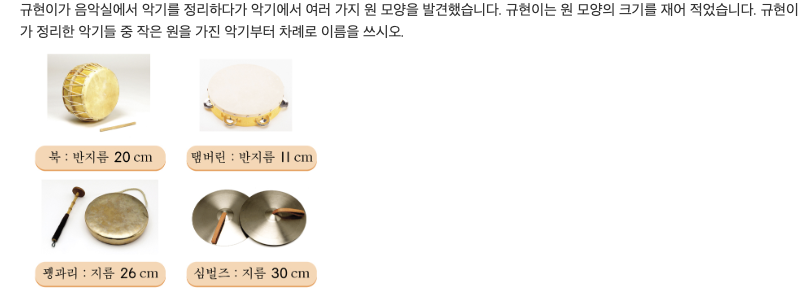 규현이가 음악실에서 악기를 정리하다가 악기에서 여러 가지 원 모양을 발견했습니다. 규현이는 원 모양의 크기를 재어 적었습니다. 규현이
가 정리한 악기들 중 작은 원을 가진 악기부터 차례로 이름을 쓰시오.
북 : 반지름 20 cm
탬버린 : 반지름 11 cm
꽹과리 : 지름 26 cm
심벌즈 : 지름 30 cm